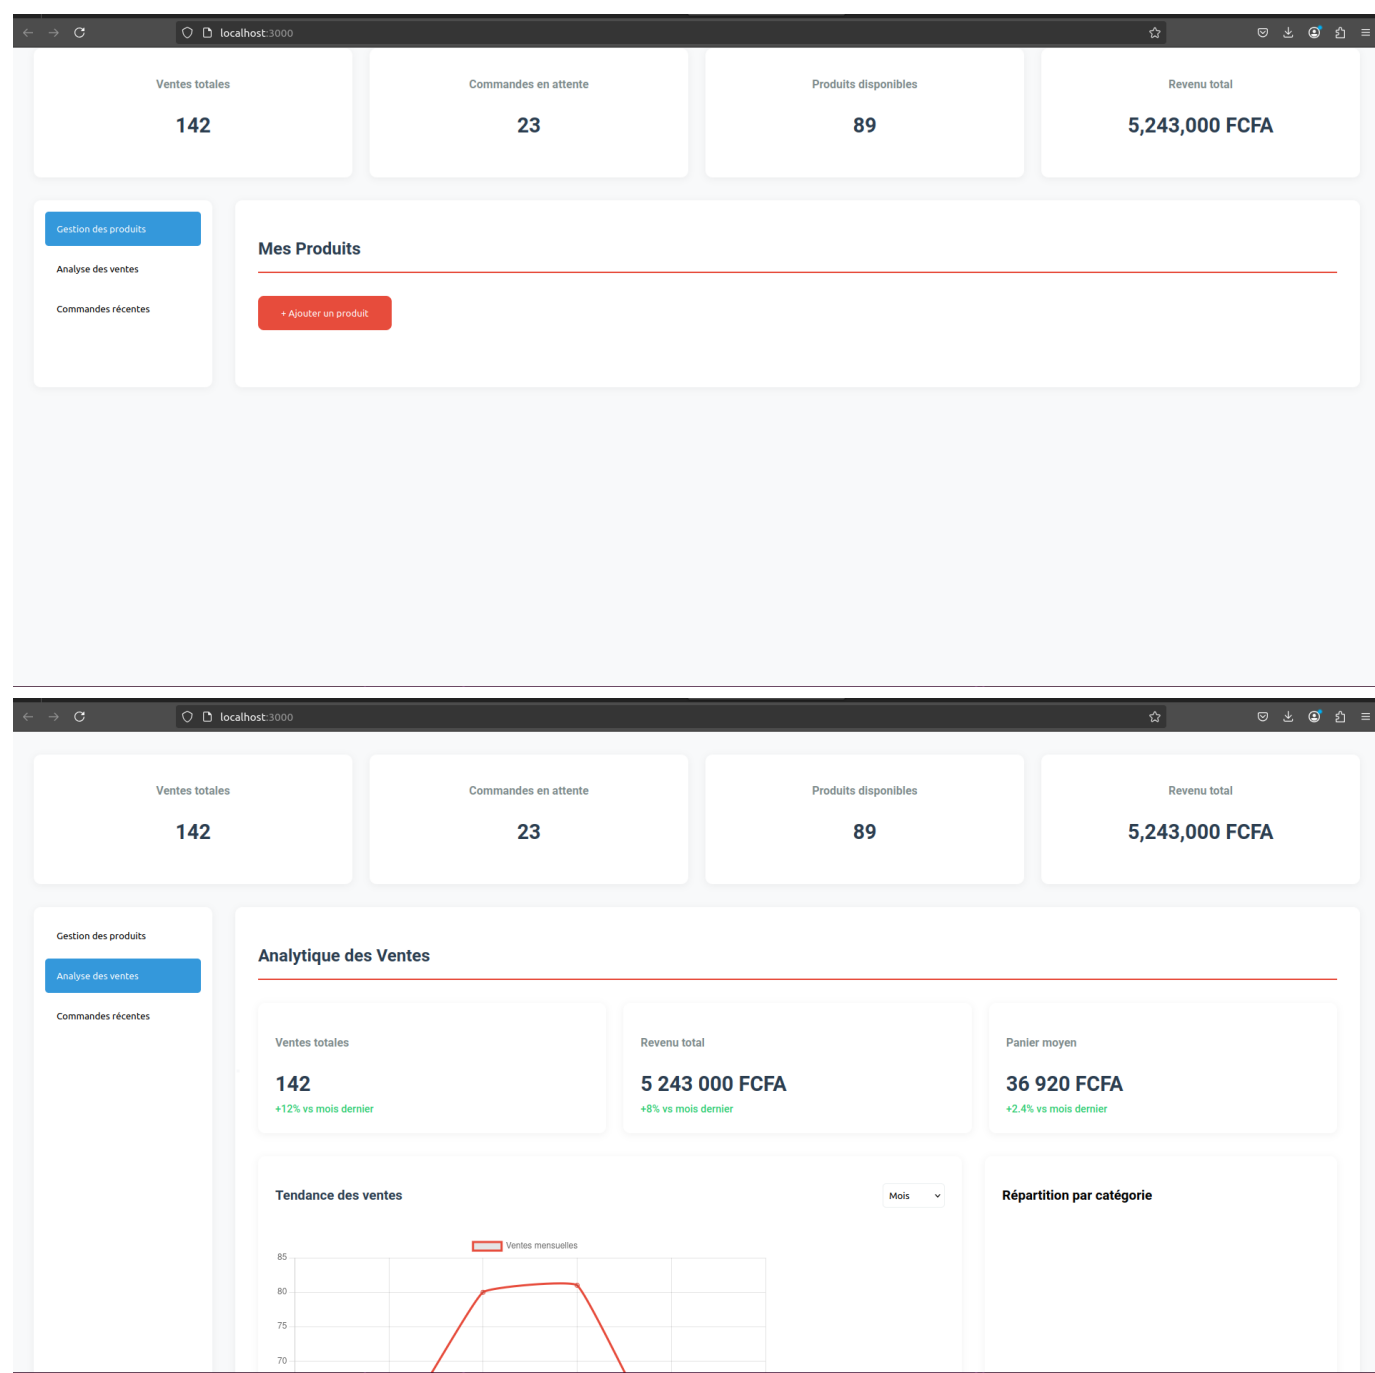 localhost:3000
Ventes totales
142
Commandes en attente
23
Produits disponibles
89
Revenu total
5,243,000 FCFA
Gestion des produits
Analyse des ventes
Commandes récentes
Mes Produits
+ Ajouter un produit
localhost:3000
Ventes totales
142
Commandes en attente
23
Produits disponibles
89
Revenu total
5,243,000 FCFA
Gestion des produits
Analyse des ventes
Commandes récentes
Analytique des Ventes
Ventes totales
142
+12% vs mois dernier
Revenu total
5 243 000 FCFA
+8% vs mois dernier
Panier moyen
36 920 FCFA
+2.4% vs mois dernier
Tendance des ventes
Mois
Ventes mensuelles
85
80
75
70
Répartition par catégorie